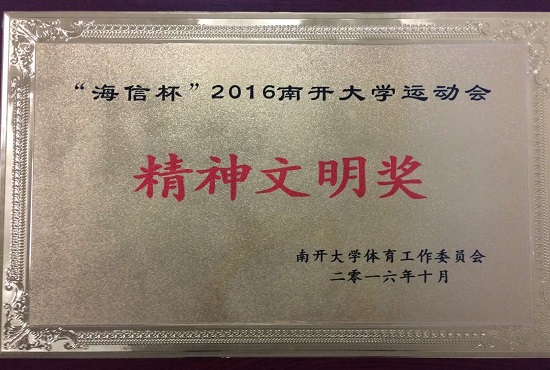 “海信杯”2016南开大学运动会
精神文明奖
南开大学体育工作委员会
二零一六年十月